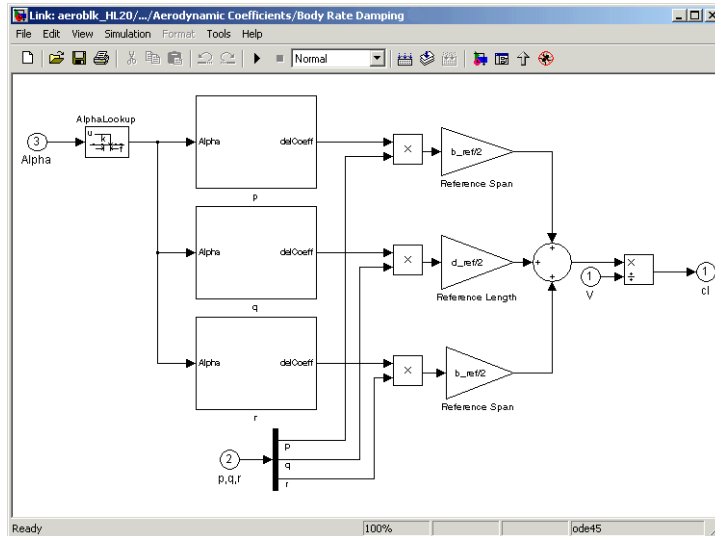 Link: aeroblk_HL20/.../Aerodynamic Coefficients/Body Rate Damping
File Edit View Simulation Format Tools Help
Normal
AlphaLookup
u
k
3
Alpha
Alpha
delCoeff
p
×
b_ref/2
Reference Span
Alpha
delCoeff
q
×
d_ref/2
Reference Length
+
+
+
1
V
×
÷
1
cl
Alpha
delCoeff
r
×
b_ref/2
Reference Span
2
p,q,r
p
q
r
Ready
100%
ode45